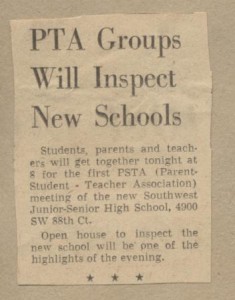 PTA Groups
Will Inspect
New Schools
Students, parents and teach-
ers will get together tonight at
8 for the first PSTA (Parent-
Student - Teacher Association)
meeting of the new Southwest
Junior-Senior High School, 4900
SW 88th Ct.
Open house to inspect the
new school will be one of the
highlights of the evening.
★ ★ ★